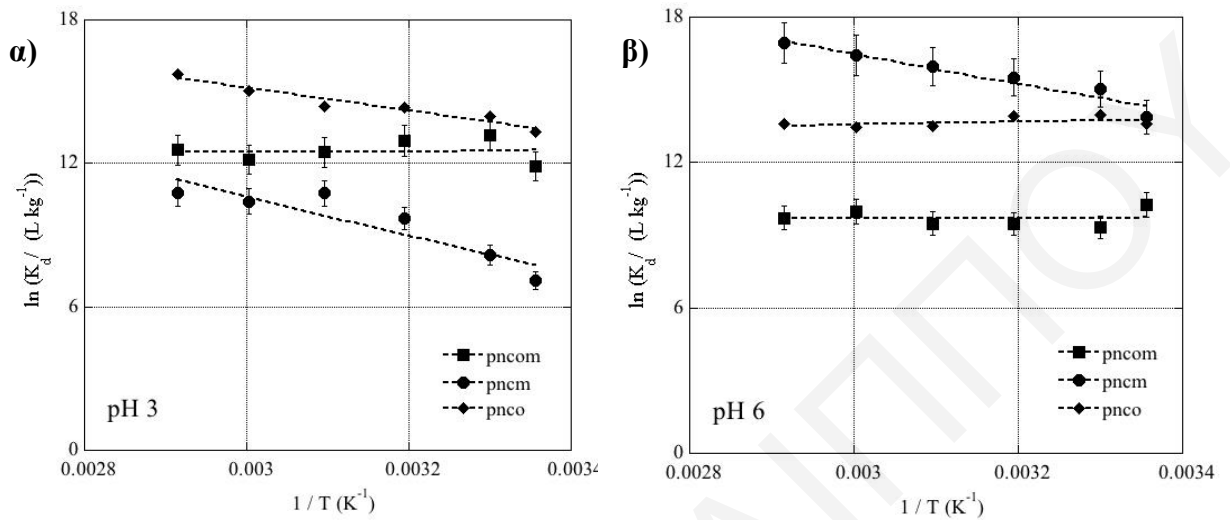 α)
18
12
6
0
ln (K_d / (L kg⁻¹))
pncom
pncm
pnco
pH 3
0.0028
0.003
0.0032
0.0034
1 / T (K⁻¹)
β)
18
12
6
0
ln (K_d / (L kg⁻¹))
pncom
pncm
pnco
pH 6
0.0028
0.003
0.0032
0.0034
1 / T (K⁻¹)